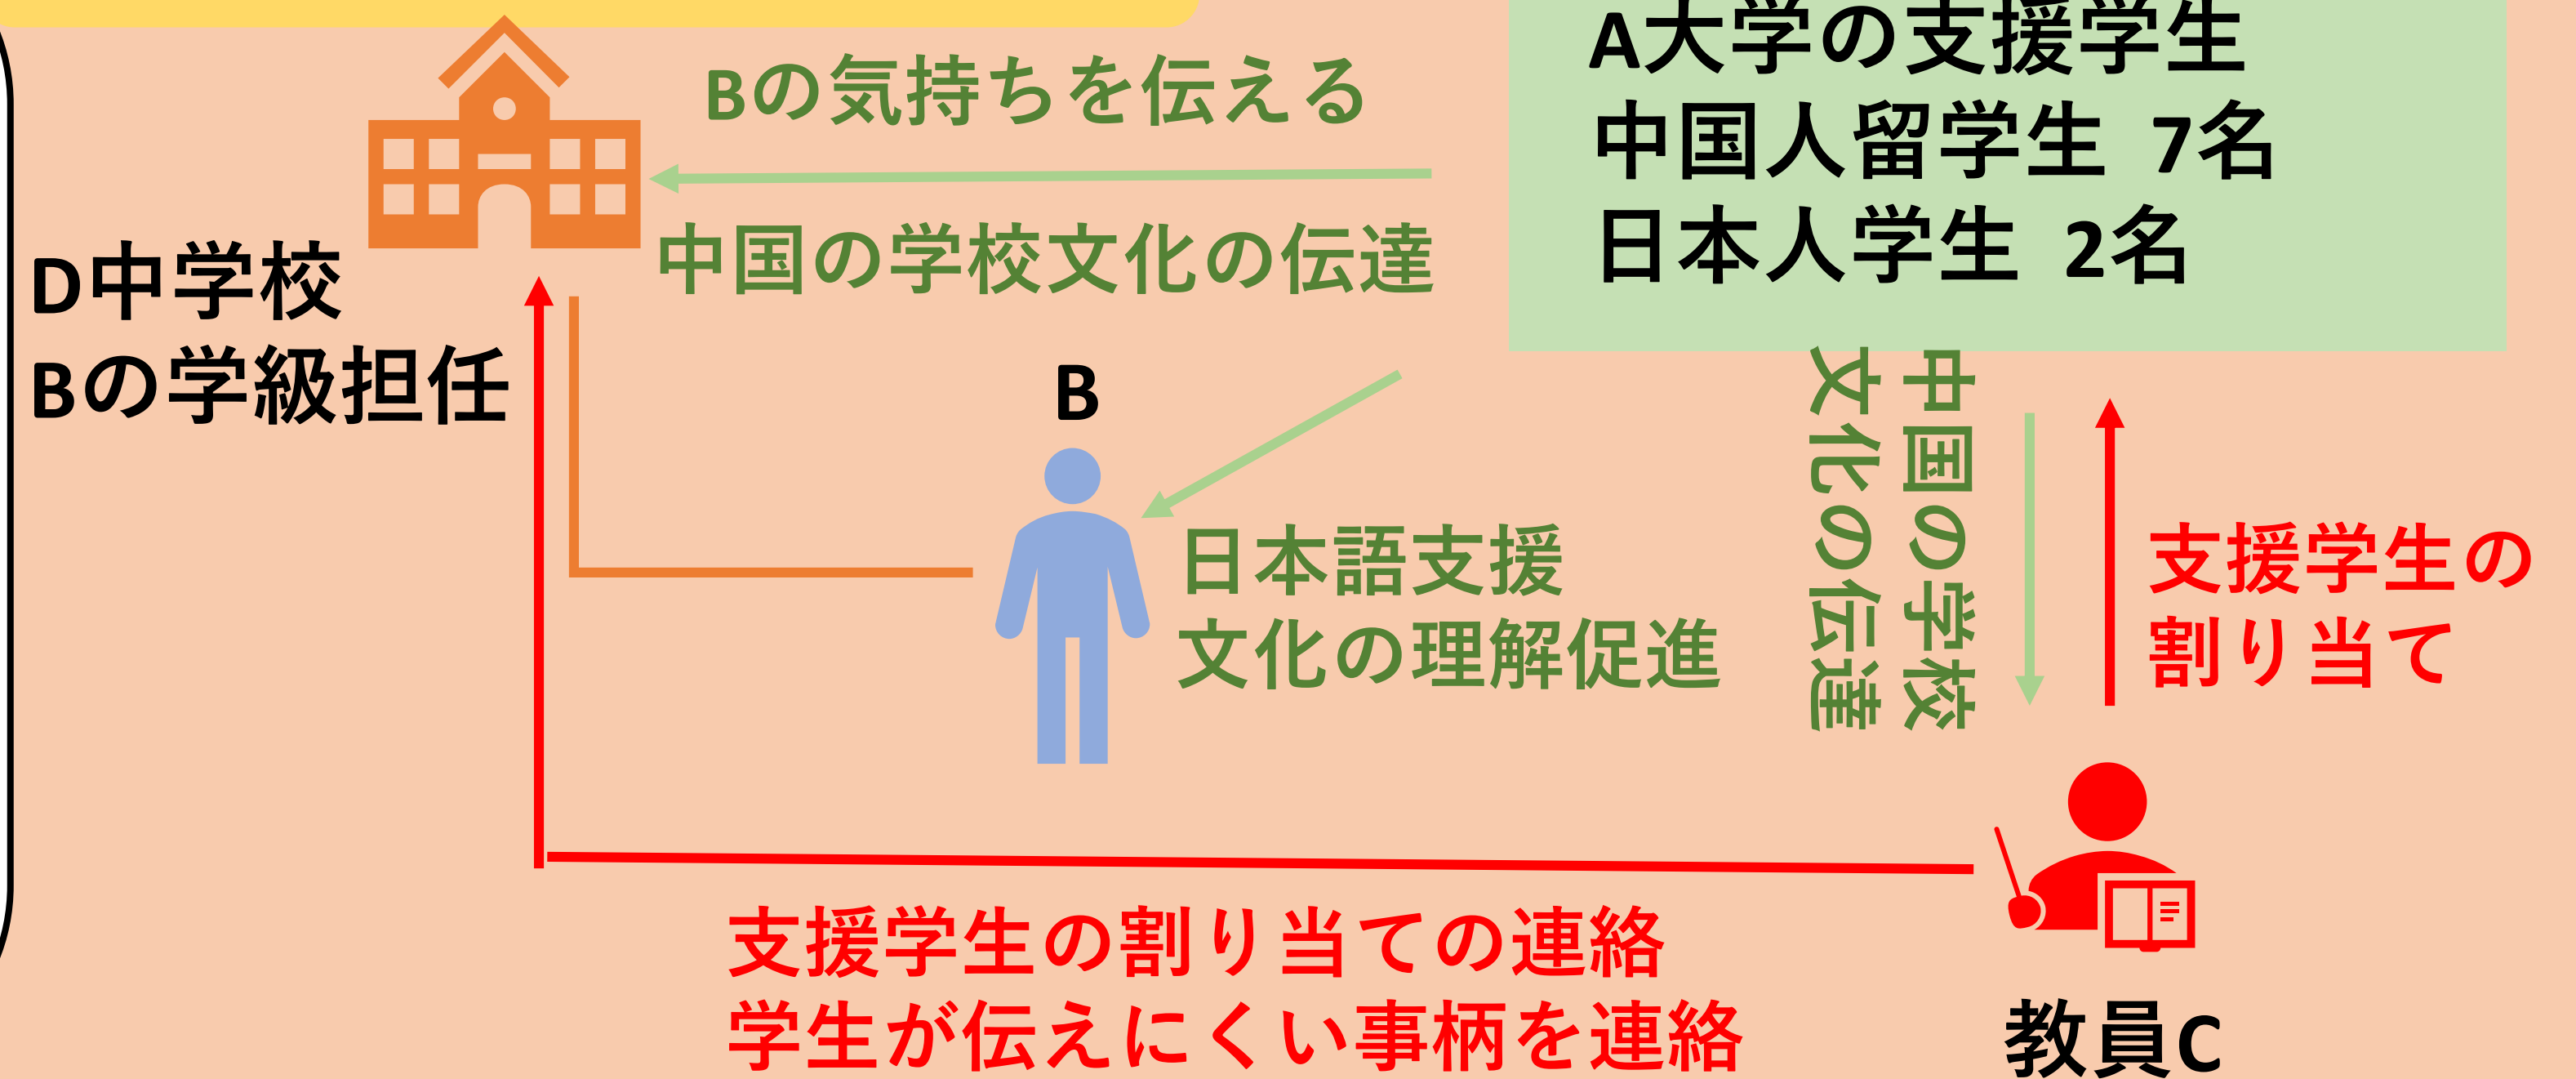 A大学の支援学生
中国人留学生 7名
日本人学生 2名
Bの気持ちを伝える
中国の学校文化の伝達
D中学校
Bの学級担任
B
日本語支援
文化の理解促進
中国の学校
文化の伝達
支援学生の
割り当て
支援学生の割り当ての連絡
学生が伝えにくい事柄を連絡
教員C